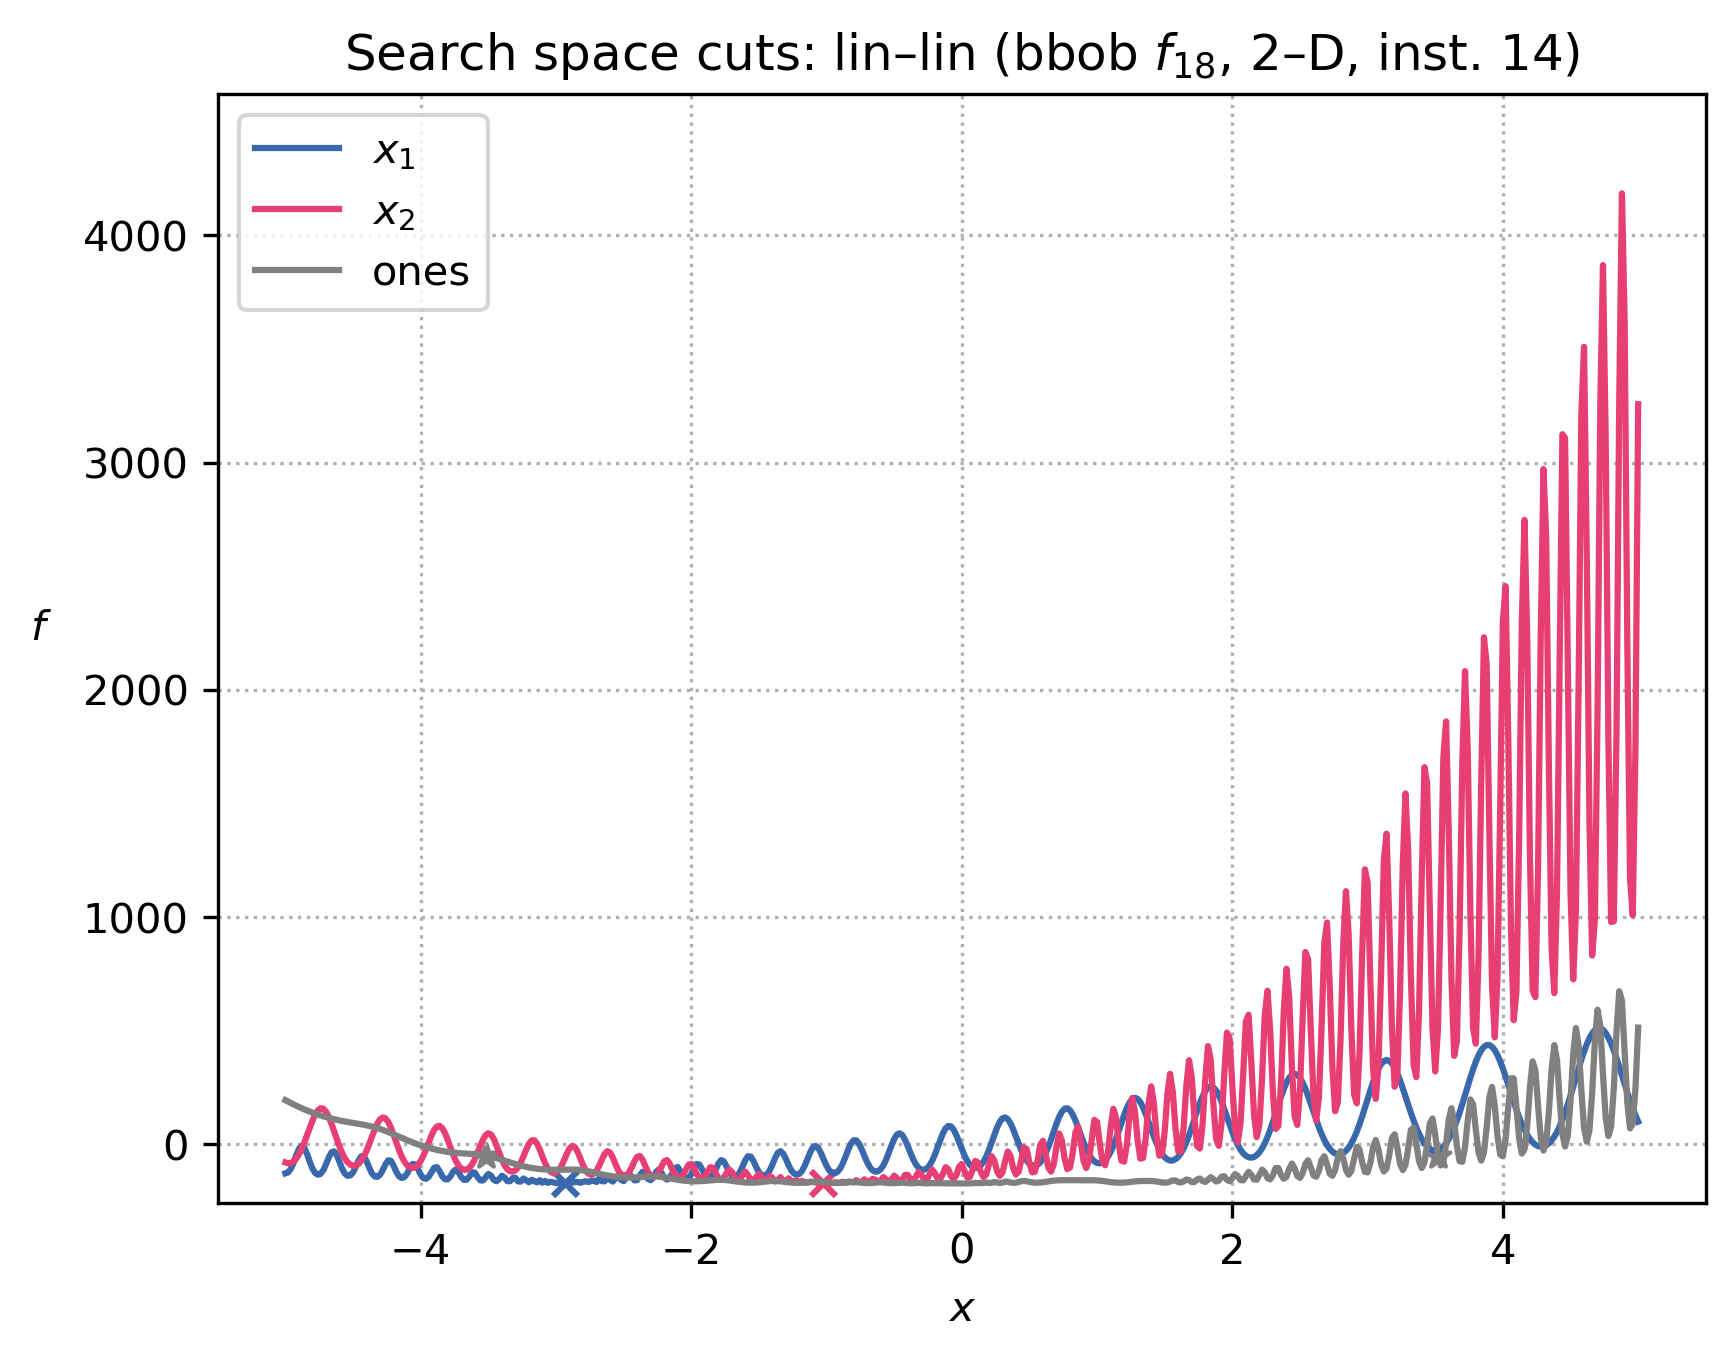 Search space cuts: lin–lin (bbob f₁₈, 2–D, inst. 14)
x₁
x₂
ones
4000
3000
2000
1000
0
f
−4
−2
0
2
4
x